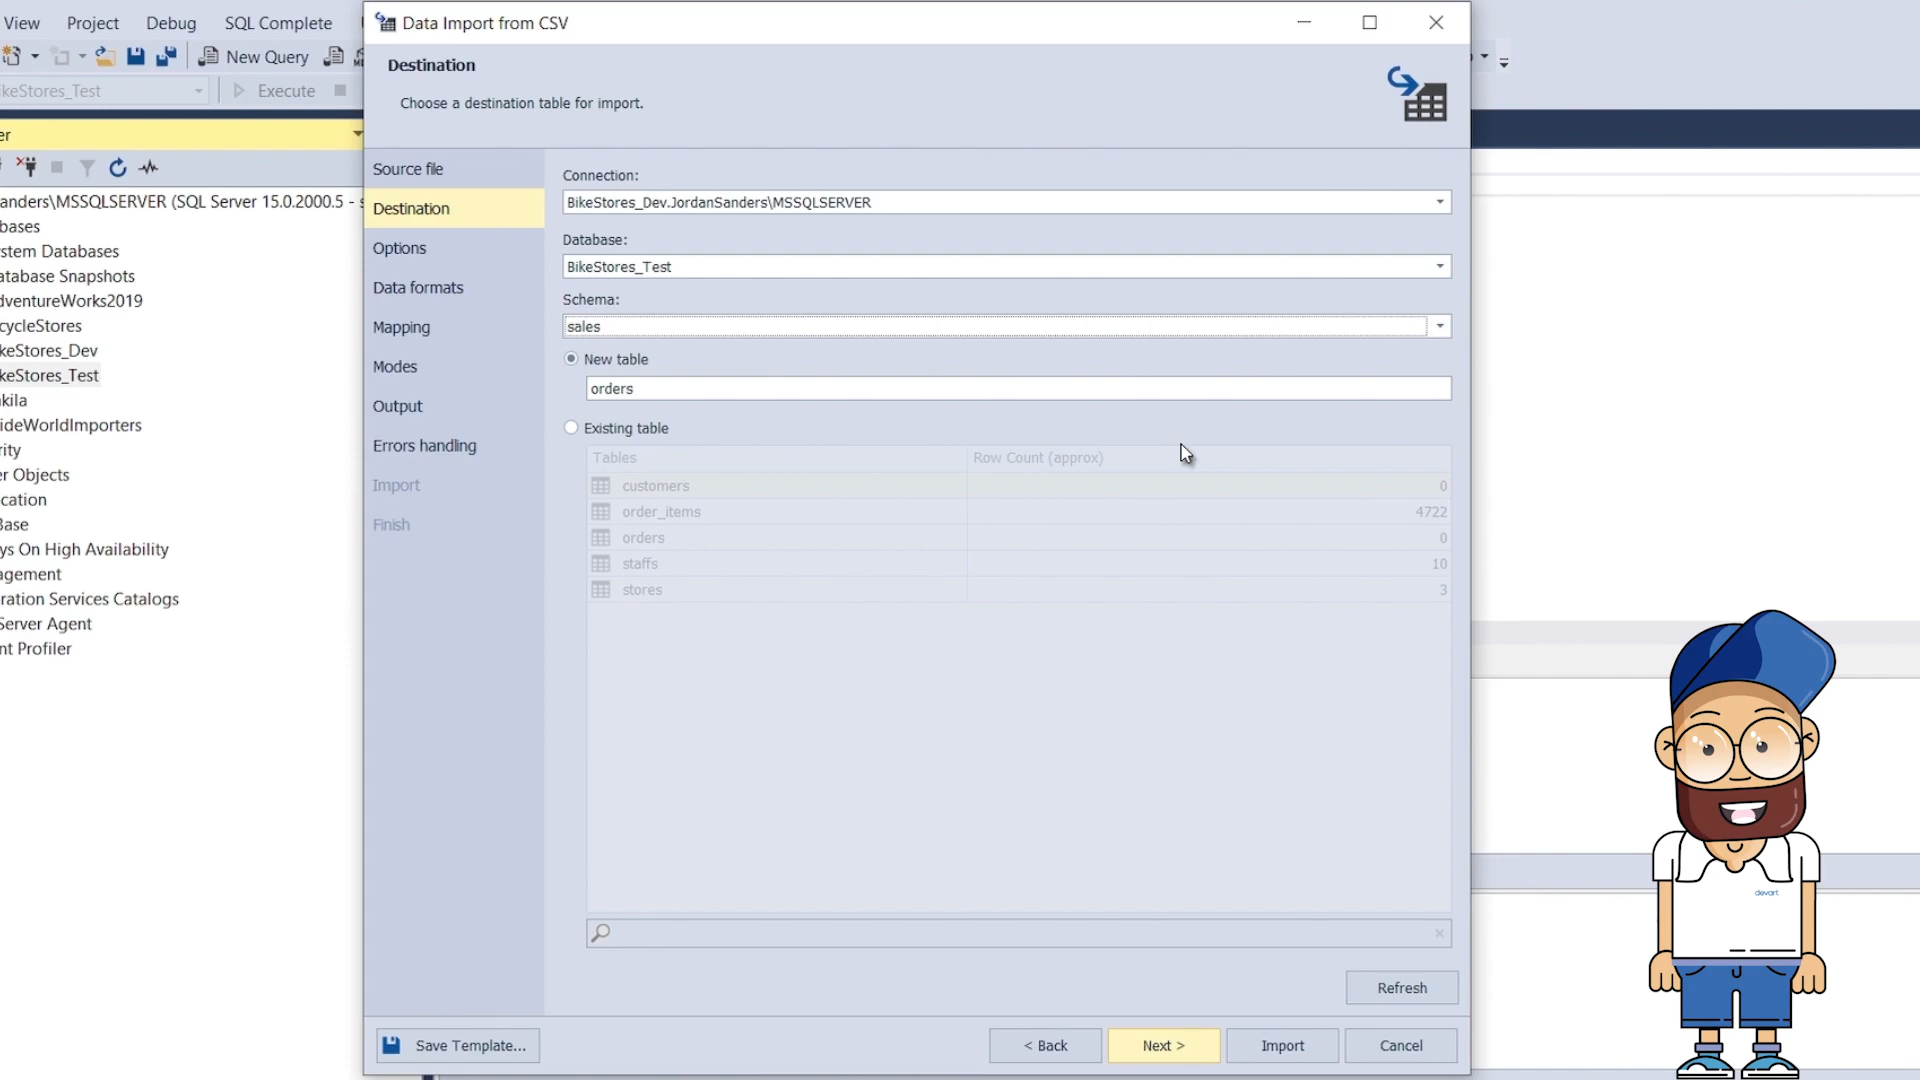 View Project Debug SQL Complete
New Query
ikeStores_Test Execute
er
anders\MSSQLSERVER (SQL Server 15.0.2000.5 - s
bases
stem Databases
atabase Snapshots
dventureWorks2019
cycleStores
keStores_Dev
keStores_Test
kila
ideWorldImporters
rity
er Objects
cation
Base
ys On High Availability
agement
ration Services Catalogs
Server Agent
nt Profiler
Data Import from CSV
Destination
Choose a destination table for import.
Source file
Destination
Options
Data formats
Mapping
Modes
Output
Errors handling
Import
Finish
Connection:
BikeStores_Dev.JordanSanders\MSSQLSERVER
Database:
BikeStores_Test
Schema:
sales
New table
orders
Existing table
Tables Row Count (approx)
customers 0
order_items 4722
orders 0
staffs 10
stores 3
Refresh
Save Template... < Back Next > Import Cancel
devart